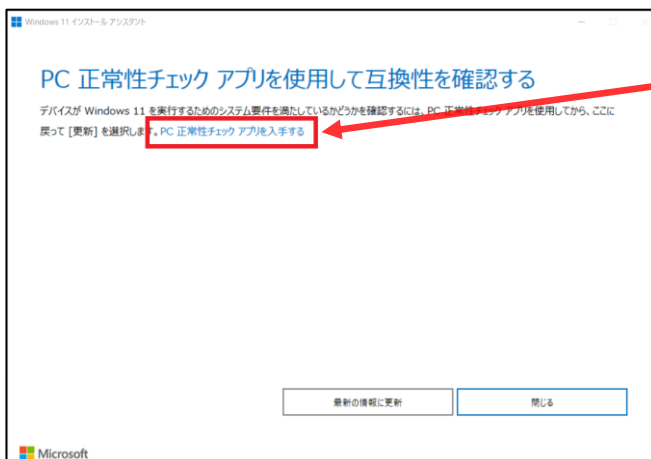 Windows 11 インストール アシスタント
PC 正常性チェック アプリを使用して互換性を確認する
デバイスが Windows 11 を実行するためのシステム要件を満たしているかどうかを確認するには、PC 正常性チェック アプリを使用してから、ここに
戻って [更新] を選択します。PC 正常性チェック アプリを入手する
最新の情報に更新
閉じる
Microsoft